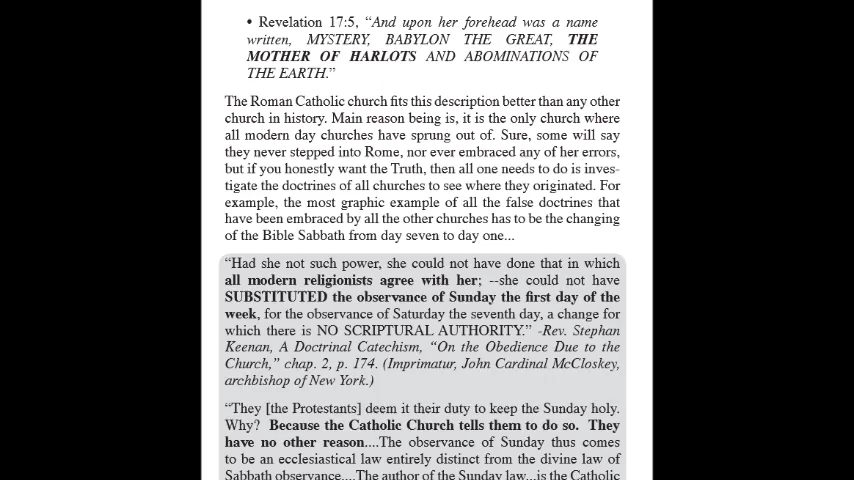 • Revelation 17:5, “And upon her forehead was a name
written, MYSTERY, BABYLON THE GREAT, THE
MOTHER OF HARLOTS AND ABOMINATIONS OF
THE EARTH.”
The Roman Catholic church fits this description better than any other
church in history. Main reason being is, it is the only church where
all modern day churches have sprung out of. Sure, some will say
they never stepped into Rome, nor ever embraced any of her errors,
but if you honestly want the Truth, then all one needs to do is inves-
tigate the doctrines of all churches to see where they originated. For
example, the most graphic example of all the false doctrines that
have been embraced by all the other churches has to be the changing
of the Bible Sabbath from day seven to day one...
“Had she not such power, she could not have done that in which
all modern religionists agree with her; --she could not have
SUBSTITUTED the observance of Sunday the first day of the
week, for the observance of Saturday the seventh day, a change for
which there is NO SCRIPTURAL AUTHORITY.” -Rev. Stephan
Keenan, A Doctrinal Catechism, “On the Obedience Due to the
Church,” chap. 2, p. 174. (Imprimatur, John Cardinal McCloskey,
archbishop of New York.)
“They [the Protestants] deem it their duty to keep the Sunday holy.
Why? Because the Catholic Church tells them to do so. They
have no other reason....The observance of Sunday thus comes
to be an ecclesiastical law entirely distinct from the divine law of
Sabbath observance....The author of the Sunday law...is the Catholic